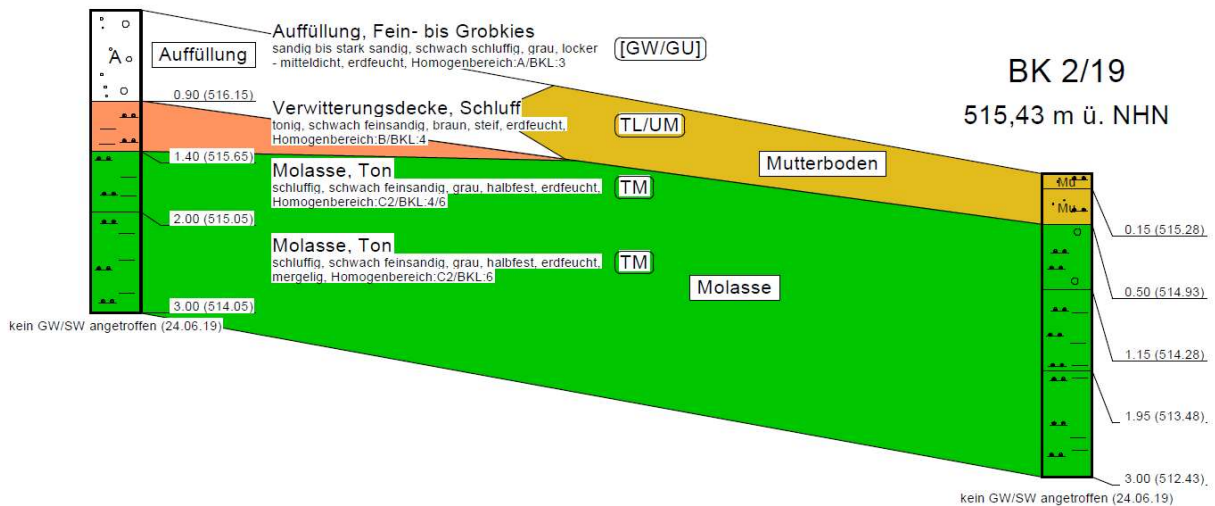 Auffüllung, Fein- bis Grobkies
sandig bis stark sandig, schwach schluffig, grau, locker
- mitteldicht, erdfeucht, Homogenbereich:A/BKL:3
[GW/GU]
A
Auffüllung
0.90 (516.15)
Verwitterungsdecke, Schluff
tonig, schwach feinsandig, braun, steif, erdfeucht,
Homogenbereich:B/BKL:4
TL/UM
1.40 (515.65)
Molasse, Ton
schluffig, schwach feinsandig, grau, halbfest, erdfeucht,
Homogenbereich:C2/BKL:4/6
TM
2.00 (515.05)
Molasse, Ton
schluffig, schwach feinsandig, grau, halbfest, erdfeucht,
mergelig, Homogenbereich:C2/BKL:6
TM
3.00 (514.05)
kein GW/SW angetroffen (24.06.19)
Mutterboden
Molasse
BK 2/19
515,43 m ü. NHN
Mu
Mu
0.15 (515.28)
0.50 (514.93)
1.15 (514.28)
1.95 (513.48)
3.00 (512.43)
kein GW/SW angetroffen (24.06.19)